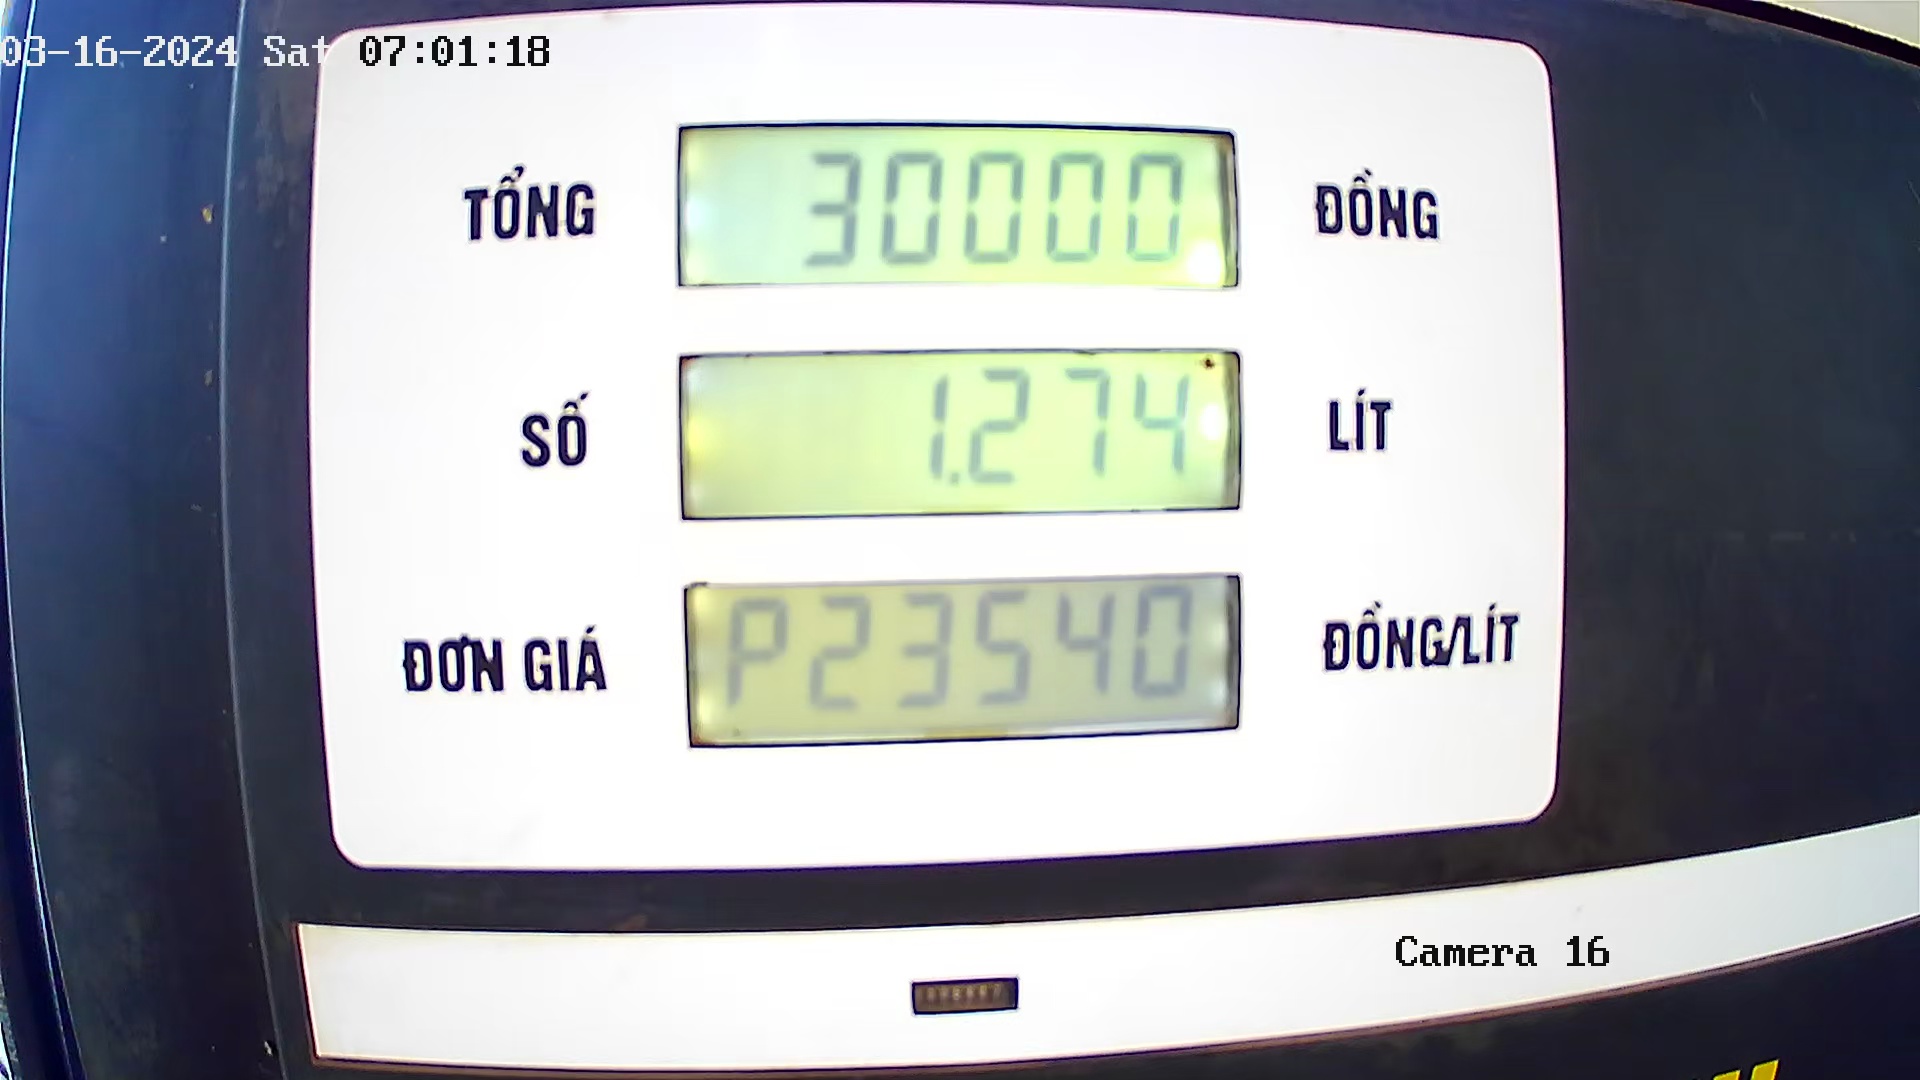 03-16-2024 Sat 07:01:18
TỔNG 30000 ĐỒNG
SỐ 1.274 LÍT
ĐƠN GIÁ P23540 ĐỒNG/LÍT
Camera 16